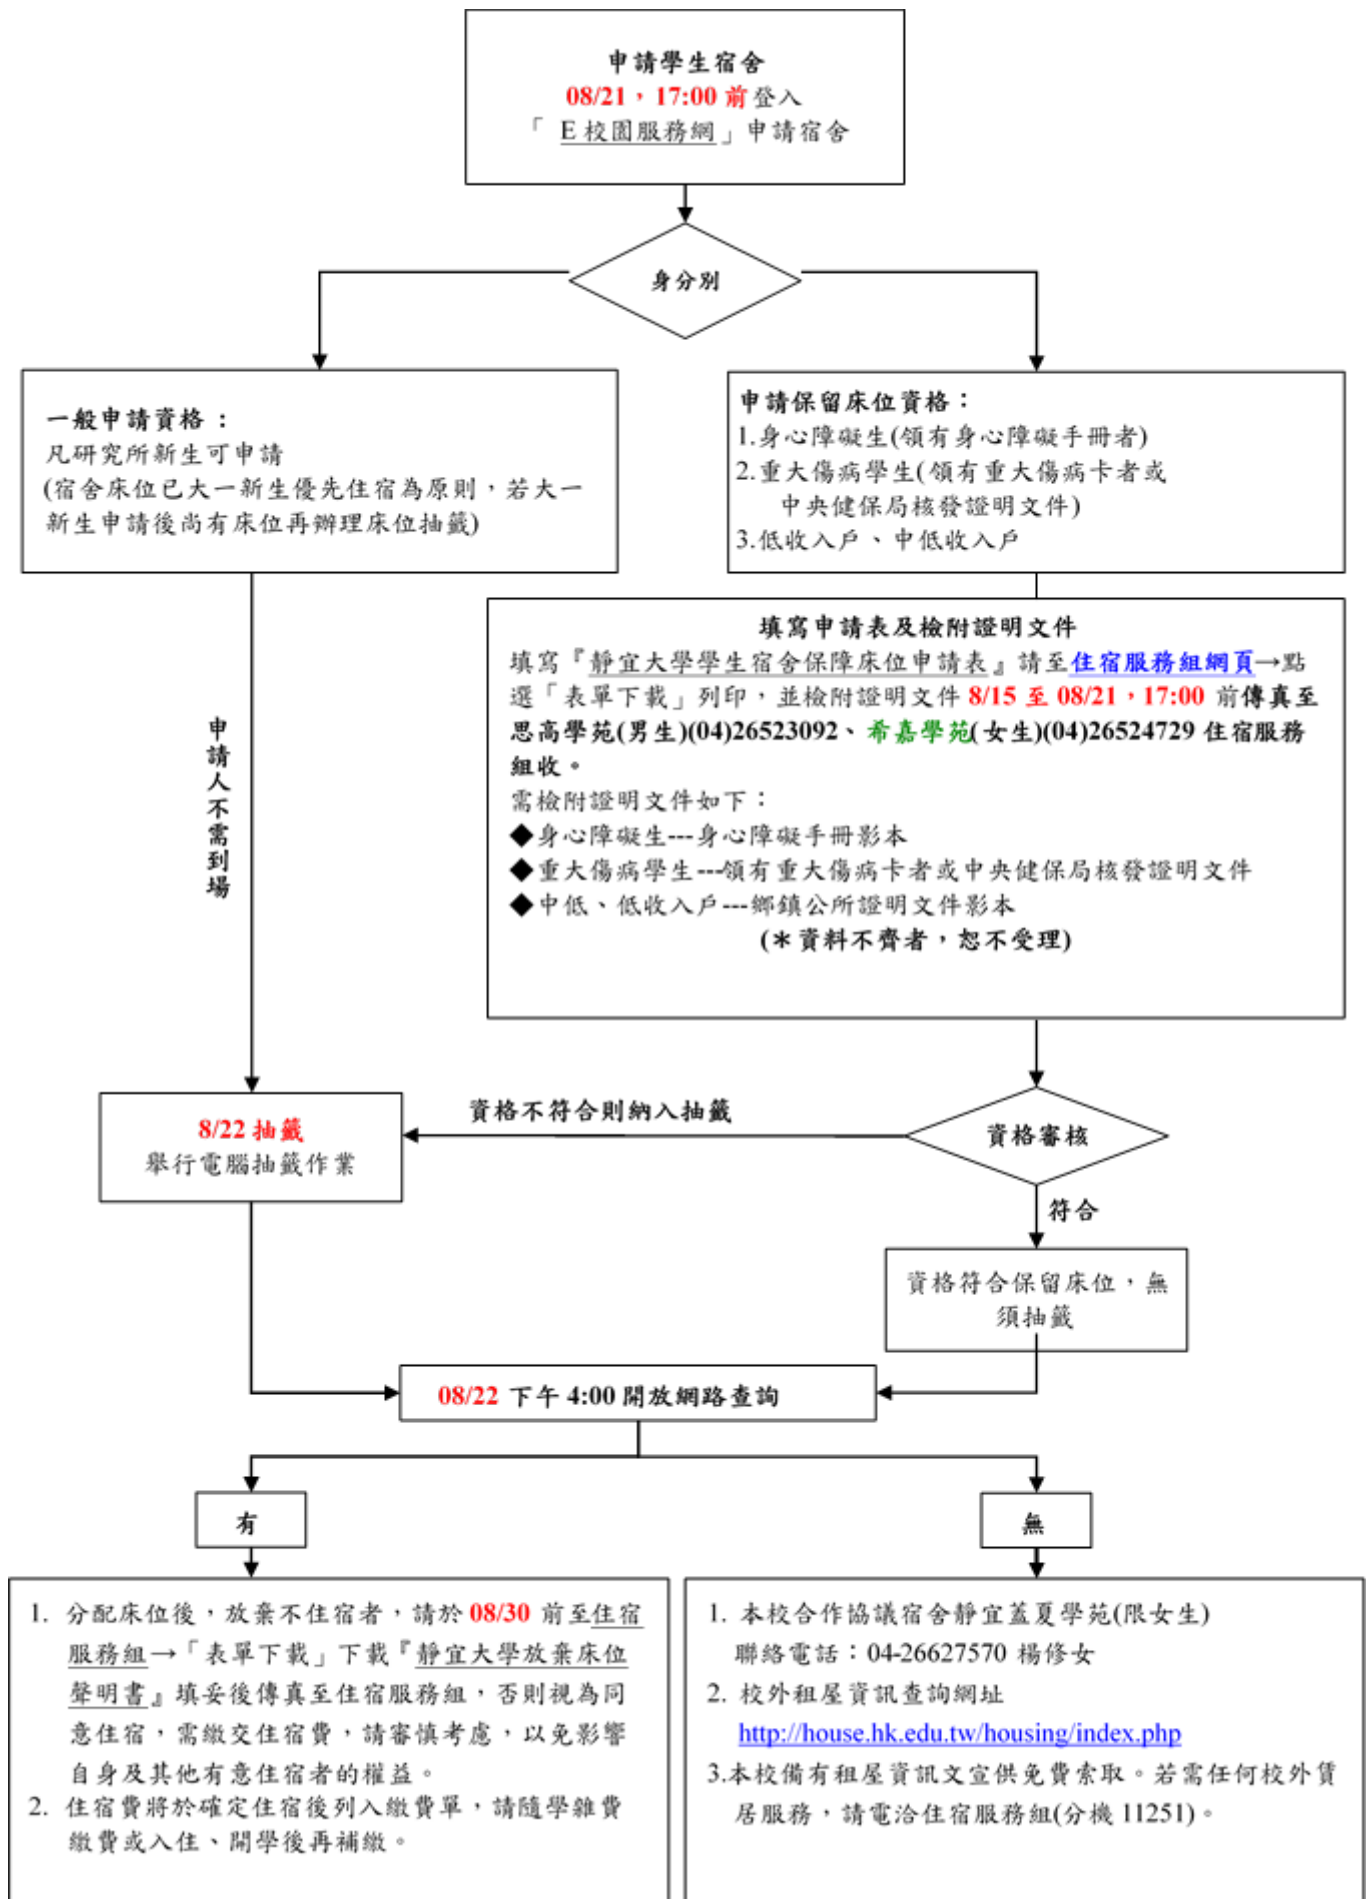 申請學生宿舍
08/21，17:00 前登入
「 E 校園服務網」申請宿舍
身分別
一般申請資格 ：
凡研究所新生可申請
(宿舍床位已大一新生優先住宿為原則，若大一
新生申請後尚有床位再辦理床位抽籤)
申請保留床位資格：
1.身心障礙生(領有身心障礙手冊者)
2.重大傷病學生(領有重大傷病卡者或
中央健保局核發證明文件)
3.低收入戶、中低收入戶
填寫申請表及檢附證明文件
填寫『靜宜大學學生宿舍保障床位申請表』請至住宿服務組網頁→點
選「表單下載」列印，並檢附證明文件 8/15 至 08/21，17:00 前傳真至
思高學苑(男生)(04)26523092、希嘉學苑(女生)(04)26524729 住宿服務
組收。
需檢附證明文件如下：
◆身心障礙生---身心障礙手冊影本
◆重大傷病學生---領有重大傷病卡者或中央健保局核發證明文件
◆中低、低收入戶---鄉鎮公所證明文件影本
(＊資料不齊者，恕不受理)
申請人不需到場
8/22 抽籤
舉行電腦抽籤作業
資格不符合則納入抽籤
資格審核
符合
資格符合保留床位，無
須抽籤
08/22 下午 4:00 開放網路查詢
有
無
1. 分配床位後，放棄不住宿者，請於 08/30 前至住宿
服務組→「表單下載」下載『靜宜大學放棄床位
聲明書』填妥後傳真至住宿服務組，否則視為同
意住宿，需繳交住宿費，請審慎考慮，以免影響
自身及其他有意住宿者的權益。
2. 住宿費將於確定住宿後列入繳費單，請隨學雜費
繳費或入住、開學後再補繳。
1. 本校合作協議宿舍靜宜蓋夏學苑(限女生)
聯絡電話：04-26627570 楊修女
2. 校外租屋資訊查詢網址
http://house.hk.edu.tw/housing/index.php
3.本校備有租屋資訊文宣供免費索取。若需任何校外賃
居服務，請電洽住宿服務組(分機 11251)。